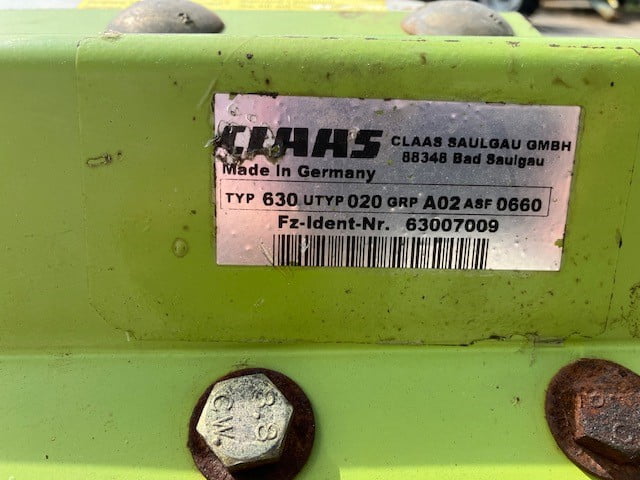 CLAAS CLAAS SAULGAU GMBH
88348 Bad Saulgau
Made in Germany
TYP 630 UTYP 020 GRP A02 ASF 0660
Fz-Ident-Nr. 63007009
8.8
C.W.